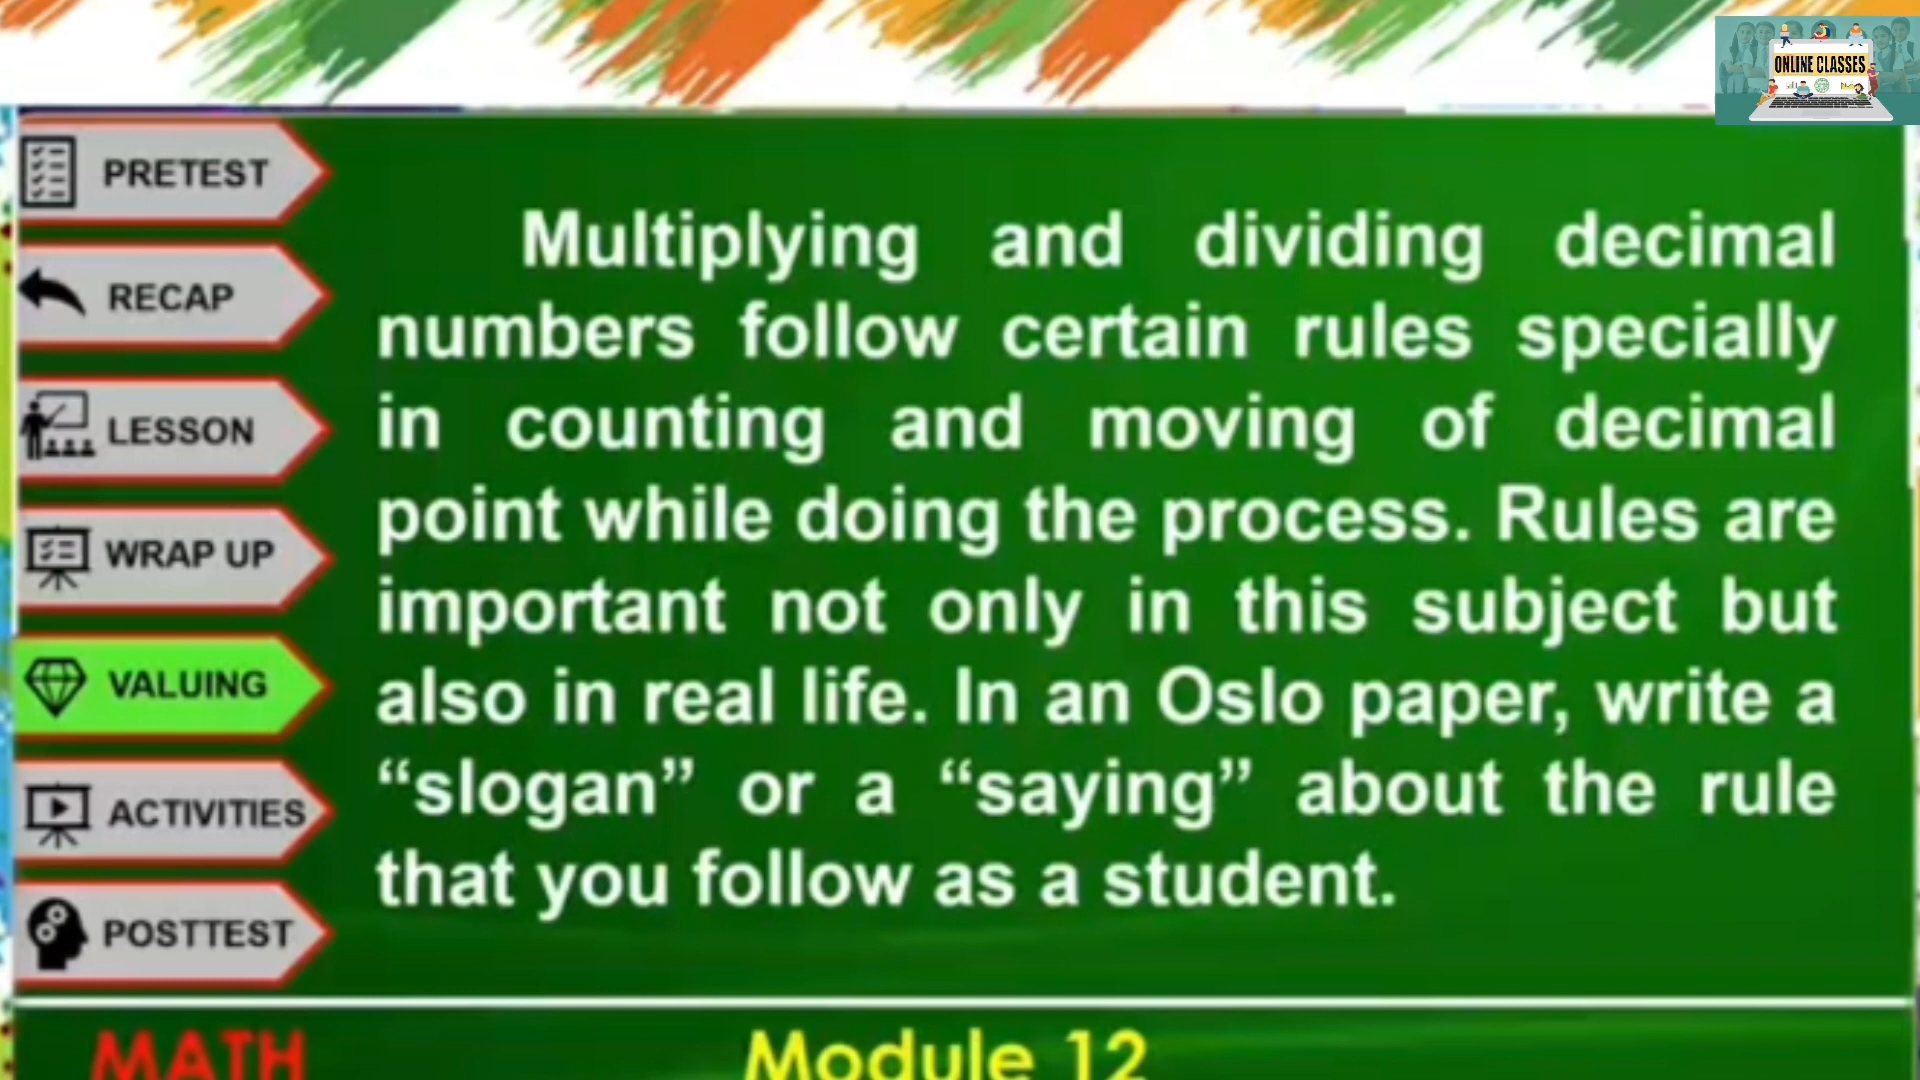 ONLINE CLASSES
PRETEST
RECAP
LESSON
WRAP UP
VALUING
ACTIVITIES
POSTTEST
Multiplying and dividing decimal
numbers follow certain rules specially
in counting and moving of decimal
point while doing the process. Rules are
important not only in this subject but
also in real life. In an Oslo paper, write a
“slogan” or a “saying” about the rule
that you follow as a student.
MATH
Module 12